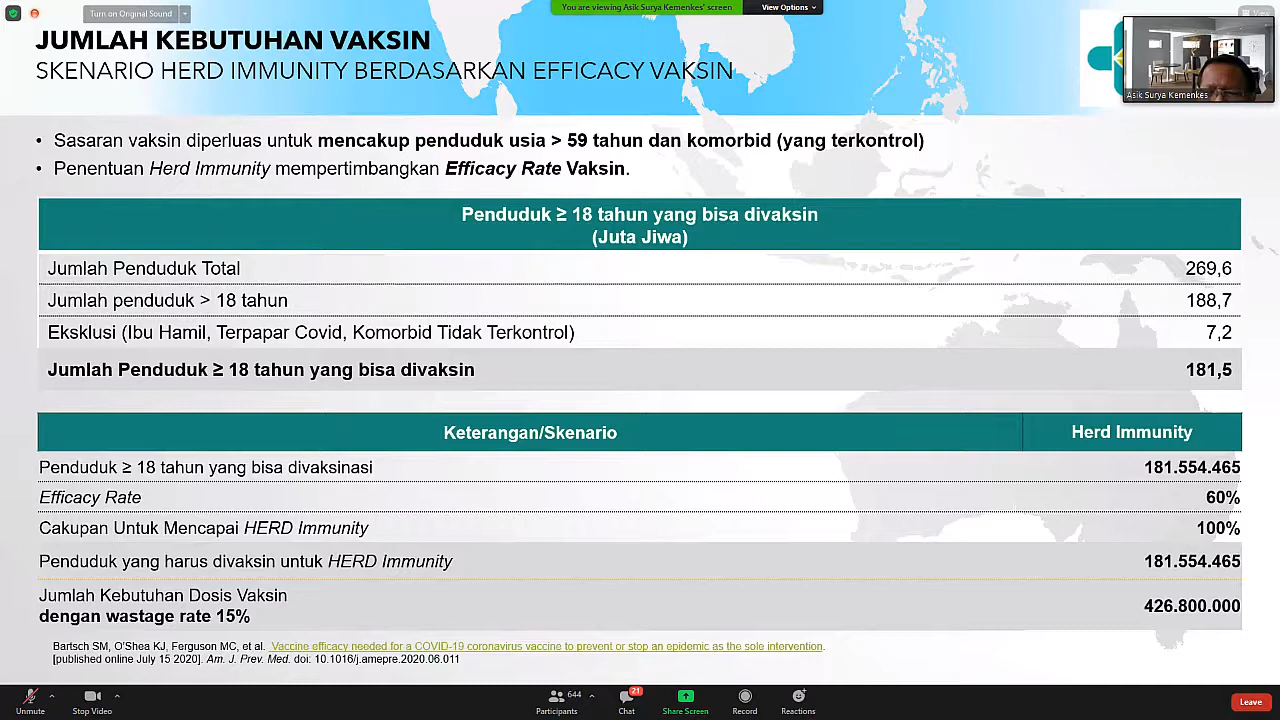 Turn on Original Sound
You are viewing Asik Surya Kemenkes' screen
View Options
View
JUMLAH KEBUTUHAN VAKSIN
SKENARIO HERD IMMUNITY BERDASARKAN EFFICACY VAKSIN
Asik Surya Kemenkes
• Sasaran vaksin diperluas untuk mencakup penduduk usia > 59 tahun dan komorbid (yang terkontrol)
• Penentuan Herd Immunity mempertimbangkan Efficacy Rate Vaksin.
Penduduk ≥ 18 tahun yang bisa divaksin
(Juta Jiwa)
Jumlah Penduduk Total 269,6
Jumlah penduduk > 18 tahun 188,7
Eksklusi (Ibu Hamil, Terpapar Covid, Komorbid Tidak Terkontrol) 7,2
Jumlah Penduduk ≥ 18 tahun yang bisa divaksin 181,5
Keterangan/Skenario Herd Immunity
Penduduk ≥ 18 tahun yang bisa divaksinasi 181.554.465
Efficacy Rate 60%
Cakupan Untuk Mencapai HERD Immunity 100%
Penduduk yang harus divaksin untuk HERD Immunity 181.554.465
Jumlah Kebutuhan Dosis Vaksin
dengan wastage rate 15% 426.800.000
Bartsch SM, O'Shea KJ, Ferguson MC, et al. Vaccine efficacy needed for a COVID-19 coronavirus vaccine to prevent or stop an epidemic as the sole intervention.
[published online July 15 2020]. Am. J. Prev. Med. doi: 10.1016/j.amepre.2020.06.011
Unmute
Stop Video
644
Participants
21
Chat
Share Screen
Record
Reactions
Leave